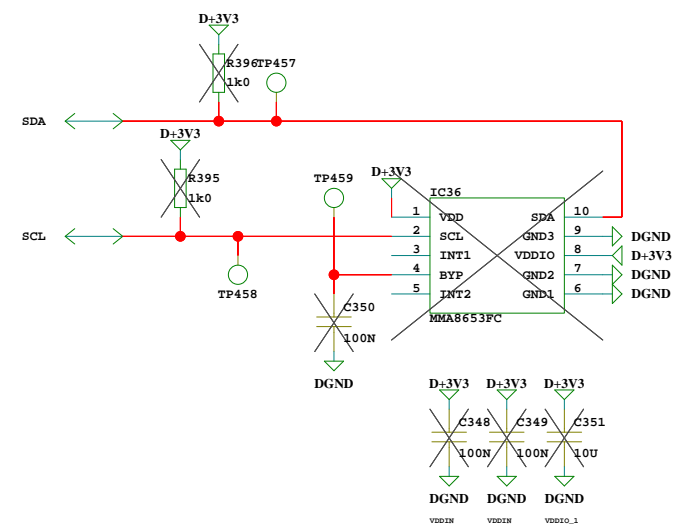 D+3V3
R396 TP457
1k0
SDA
D+3V3
R395
1k0
TP459
D+3V3
IC36
1 VDD SDA 10
SCL 2 SCL GND3 9 DGND
3 INT1 VDDIO 8 D+3V3
4 BYP GND2 7 DGND
5 INT2 GND1 6 DGND
TP458
C350
MMA8653FC
100N
DGND
D+3V3 D+3V3 D+3V3
C348 C349 C351
100N 100N 10U
DGND DGND DGND
VDDIN VDDIN VDDIO_1